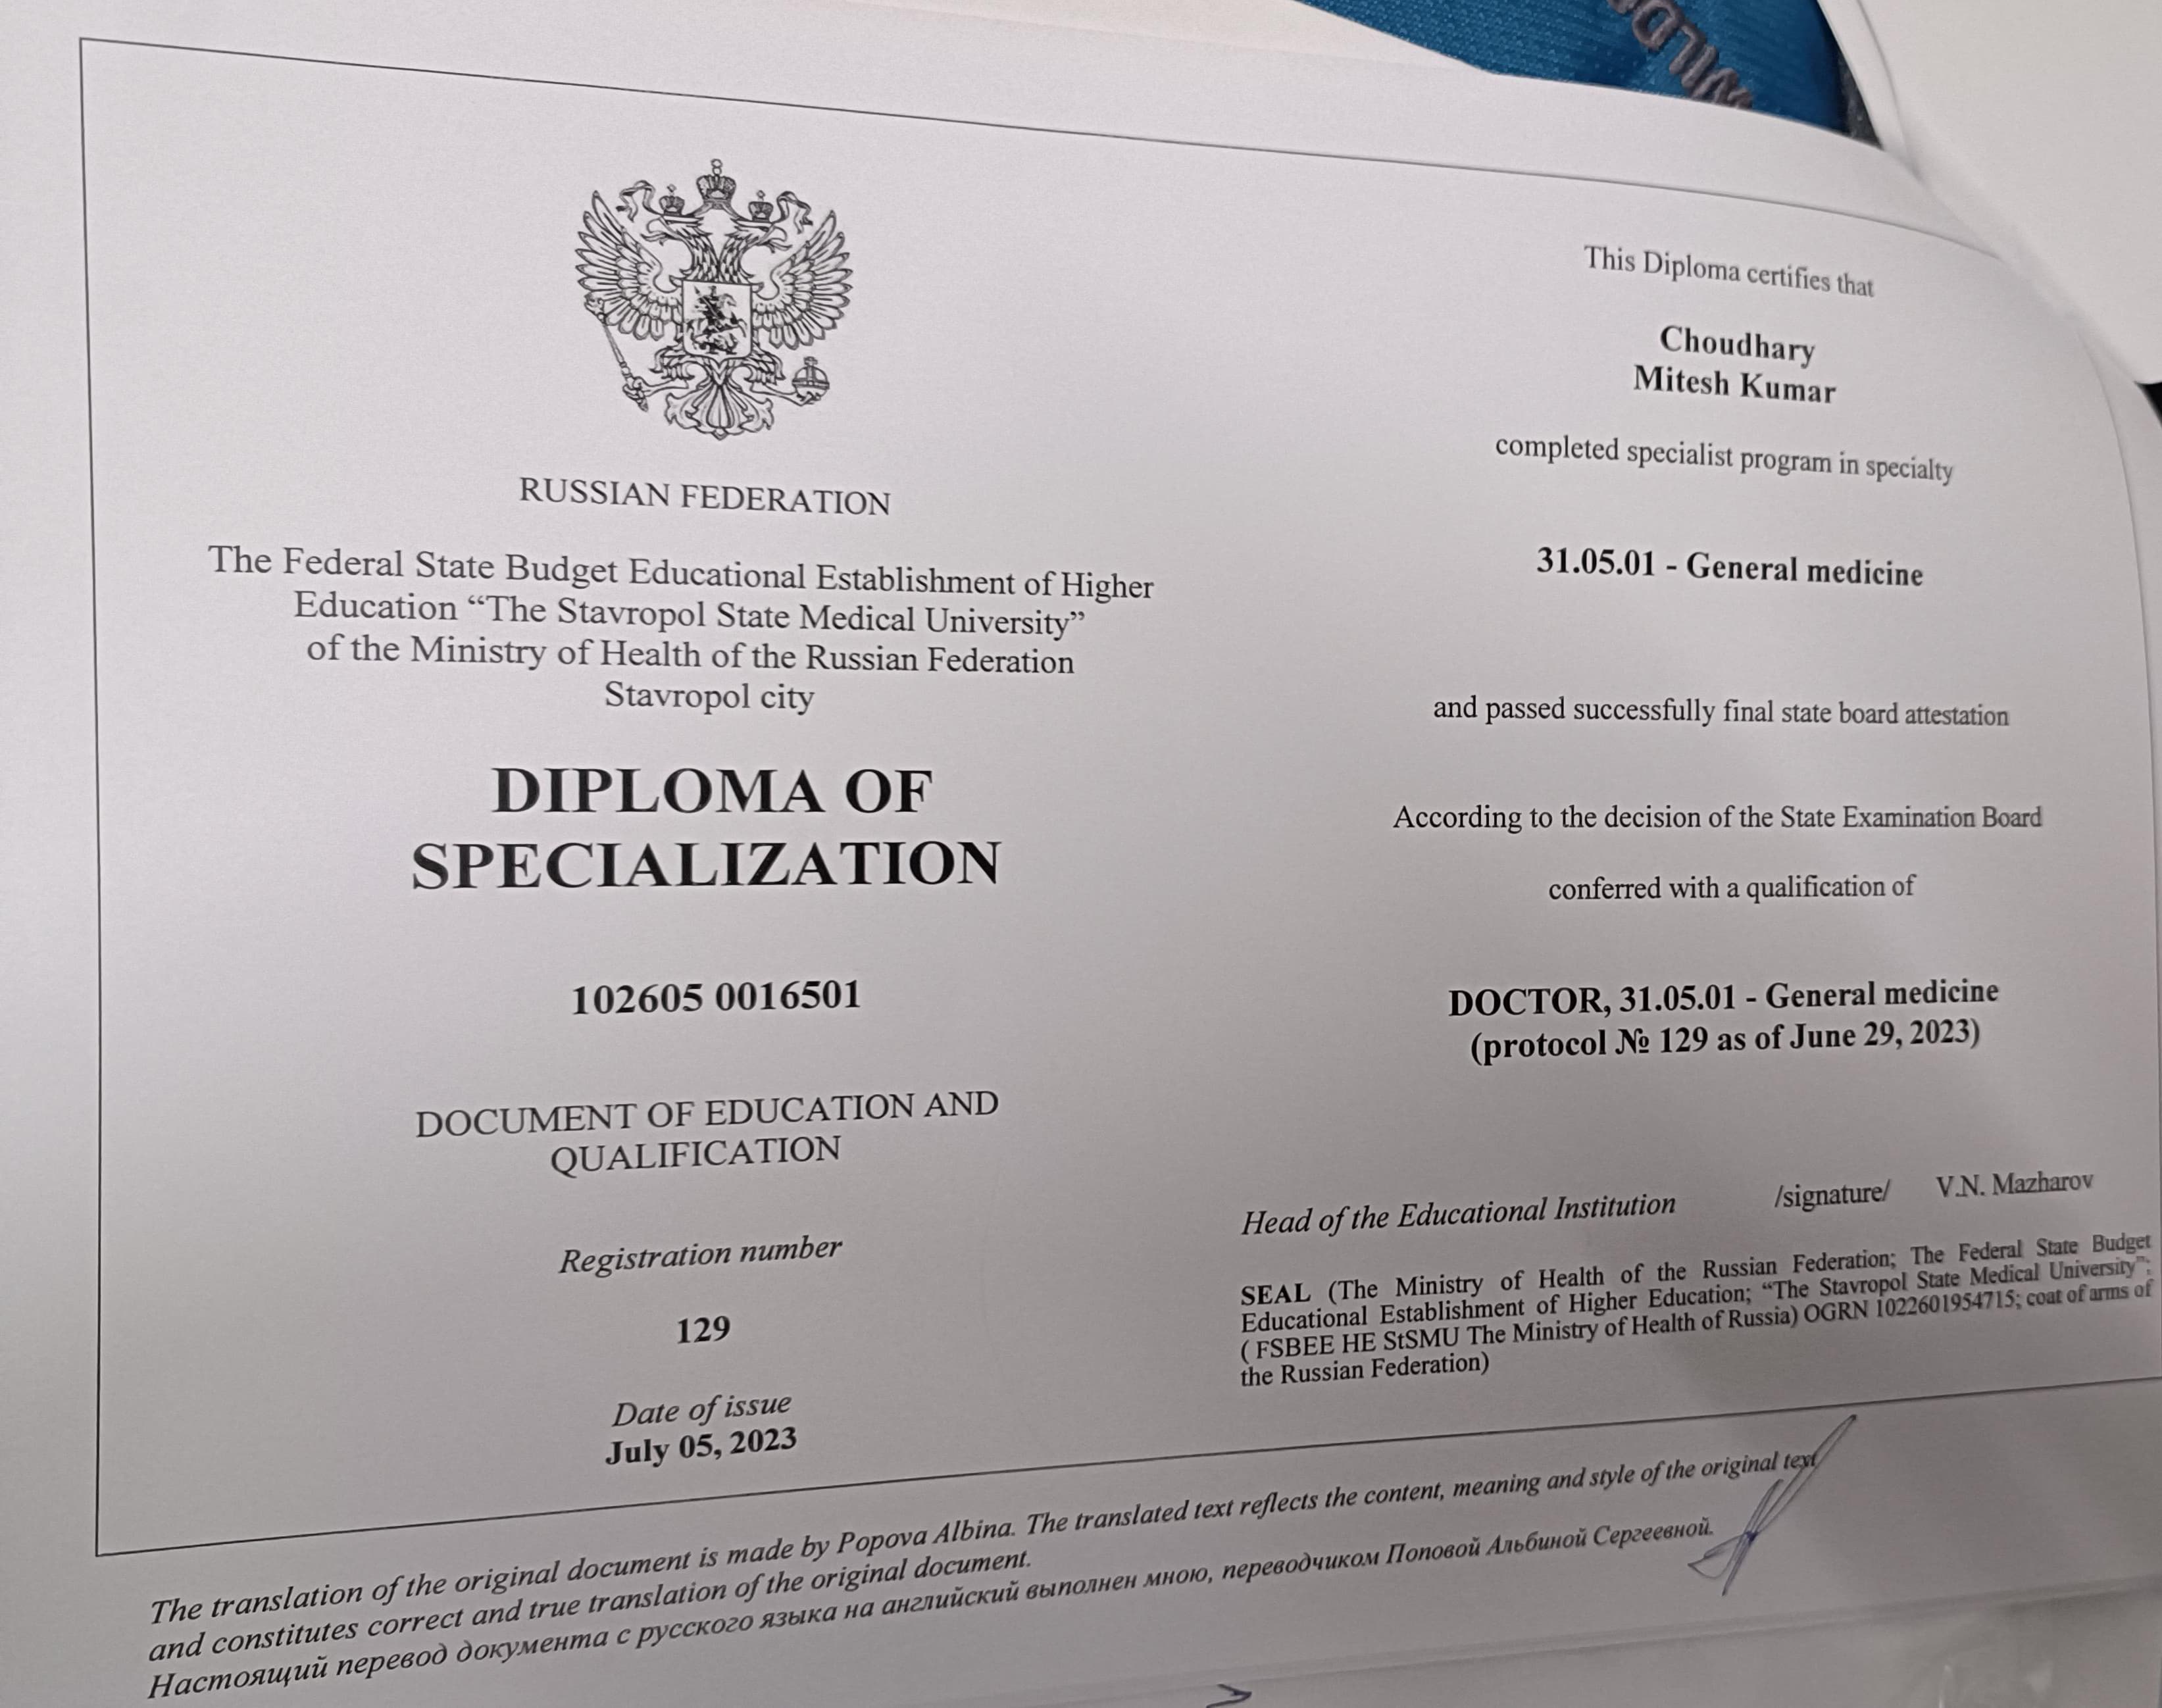 RUSSIAN FEDERATION
The Federal State Budget Educational Establishment of Higher
Education “The Stavropol State Medical University”
of the Ministry of Health of the Russian Federation
Stavropol city
DIPLOMA OF
SPECIALIZATION
102605 0016501
DOCUMENT OF EDUCATION AND
QUALIFICATION
Registration number
129
Date of issue
July 05, 2023
This Diploma certifies that
Choudhary
Mitesh Kumar
completed specialist program in specialty
31.05.01 - General medicine
and passed successfully final state board attestation
According to the decision of the State Examination Board
conferred with a qualification of
DOCTOR, 31.05.01 - General medicine
(protocol № 129 as of June 29, 2023)
Head of the Educational Institution /signature/ V.N. Mazharov
SEAL (The Ministry of Health of the Russian Federation; The Federal State Budget
Educational Establishment of Higher Education; “The Stavropol State Medical University”;
( FSBEE HE StSMU The Ministry of Health of Russia) OGRN 1022601954715; coat of arms of
the Russian Federation)
The translation of the original document is made by Popova Albina. The translated text reflects the content, meaning and style of the original text
and constitutes correct and true translation of the original document.
Настоящий перевод документа с русского языка на английский выполнен мною, переводчиком Поповой Альбиной Сергеевной.